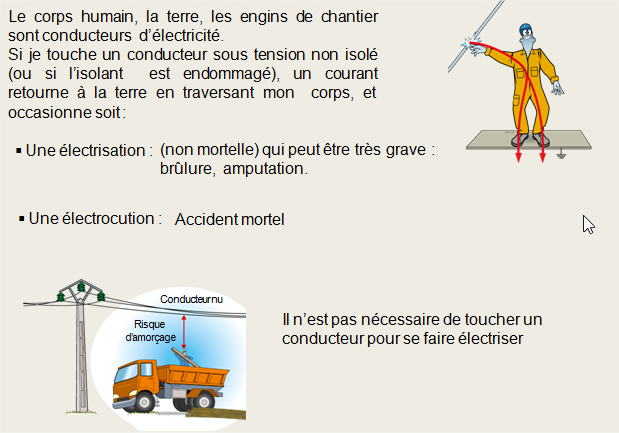 Le corps humain, la terre, les engins de chantier
sont conducteurs d’électricité.
Si je touche un conducteur sous tension non isolé
(ou si l’isolant est endommagé), un courant
retourne à la terre en traversant mon corps, et
occasionne soit :
▪ Une électrisation : (non mortelle) qui peut être très grave :
brûlure, amputation.
▪ Une électrocution : Accident mortel
Conducteur nu
Risque
d’amorçage
Il n’est pas nécessaire de toucher un
conducteur pour se faire électriser